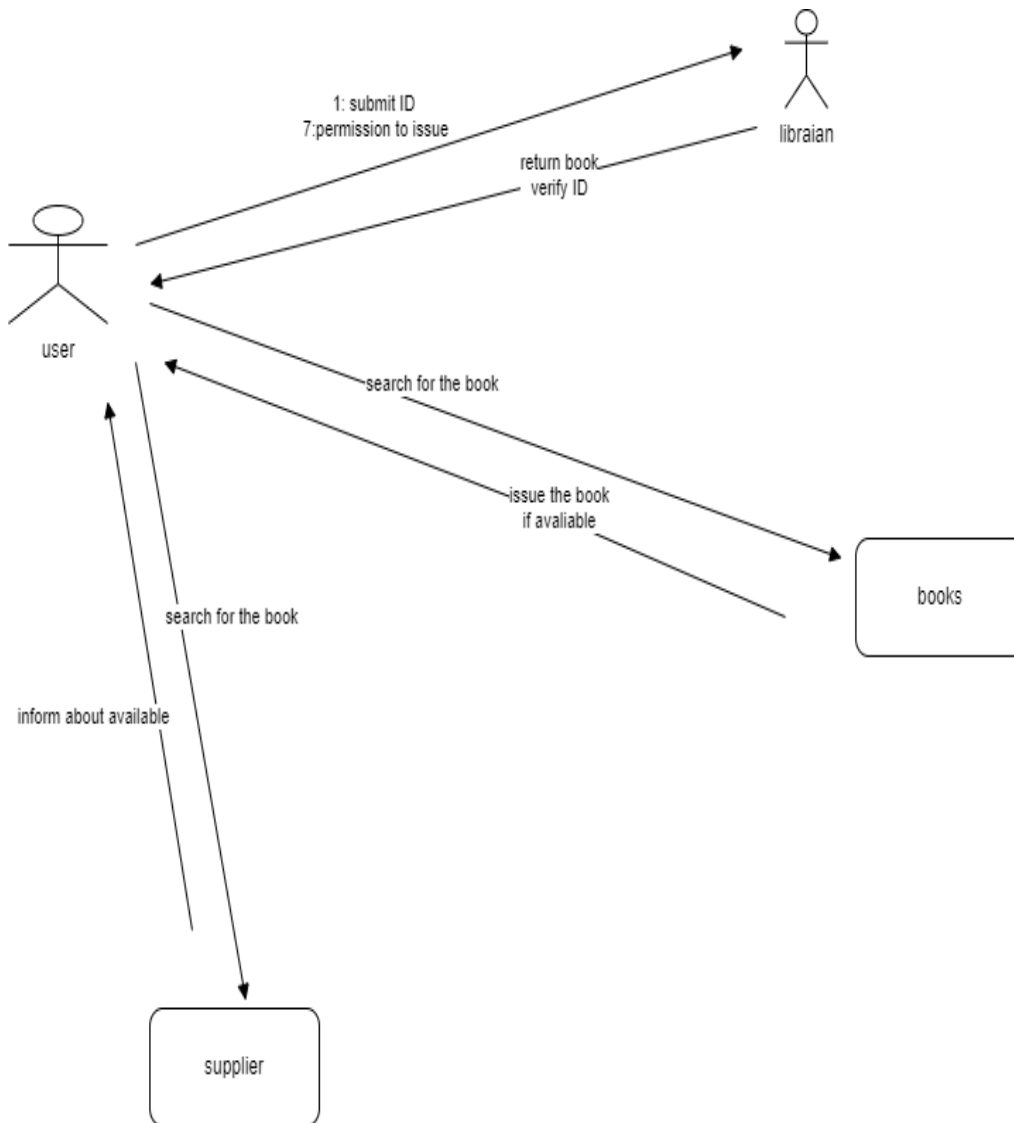 1: submit ID
7:permission to issue
libraian
return book
verify ID
user
search for the book
issue the book
if avaliable
books
search for the book
inform about available
supplier